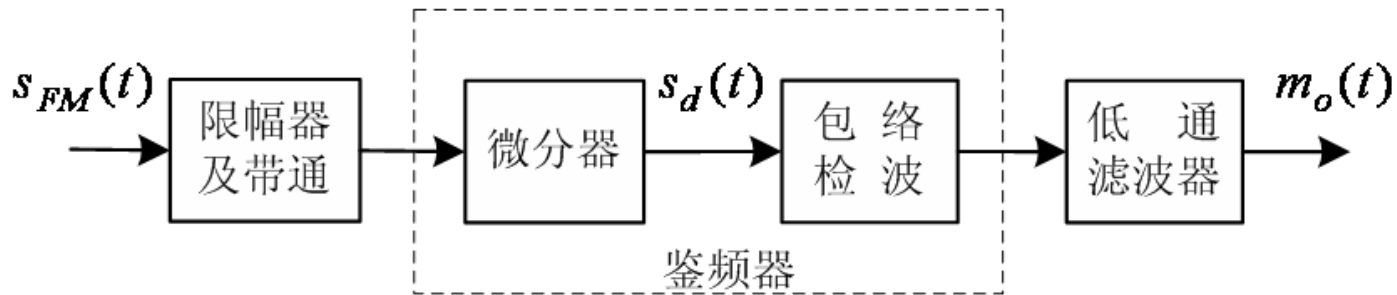 s_FM(t)
限幅器
及带通
微分器
s_d(t)
包 络
检 波
低 通
滤波器
m_o(t)
鉴频器